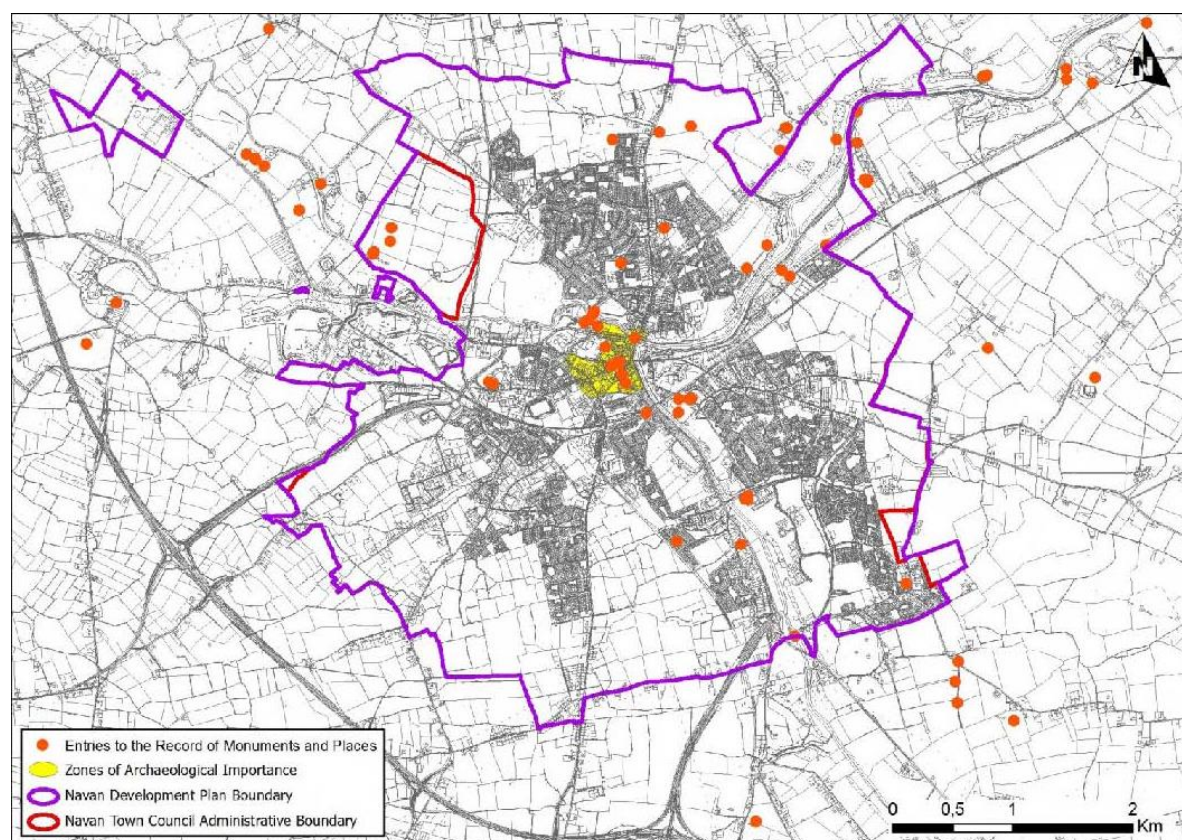 N
Entries to the Record of Monuments and Places
Zones of Archaeological Importance
Navan Development Plan Boundary
Navan Town Council Administrative Boundary
0 0,5 1 2
Km